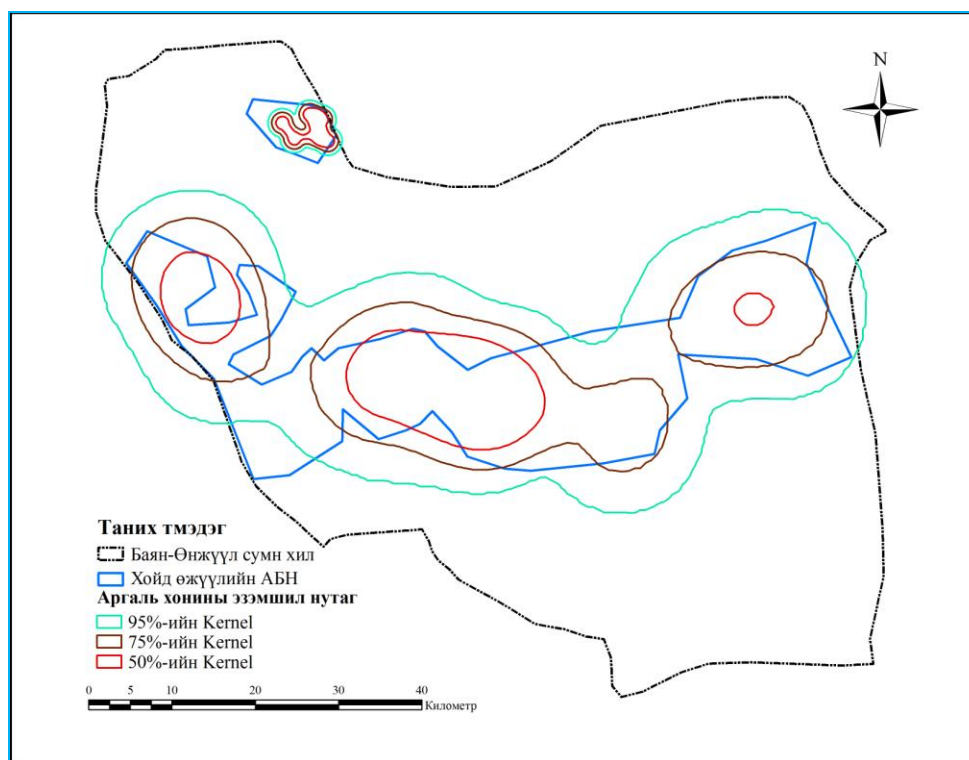 N
Таних тмэдэг
Баян-Өнжүүл сумн хил
Хойд өжүүлийн АБН
Аргаль хонины эзэмшил нутаг
95%-ийн Kernel
75%-ийн Kernel
50%-ийн Kernel
0 5 10 20 30 40
Километр